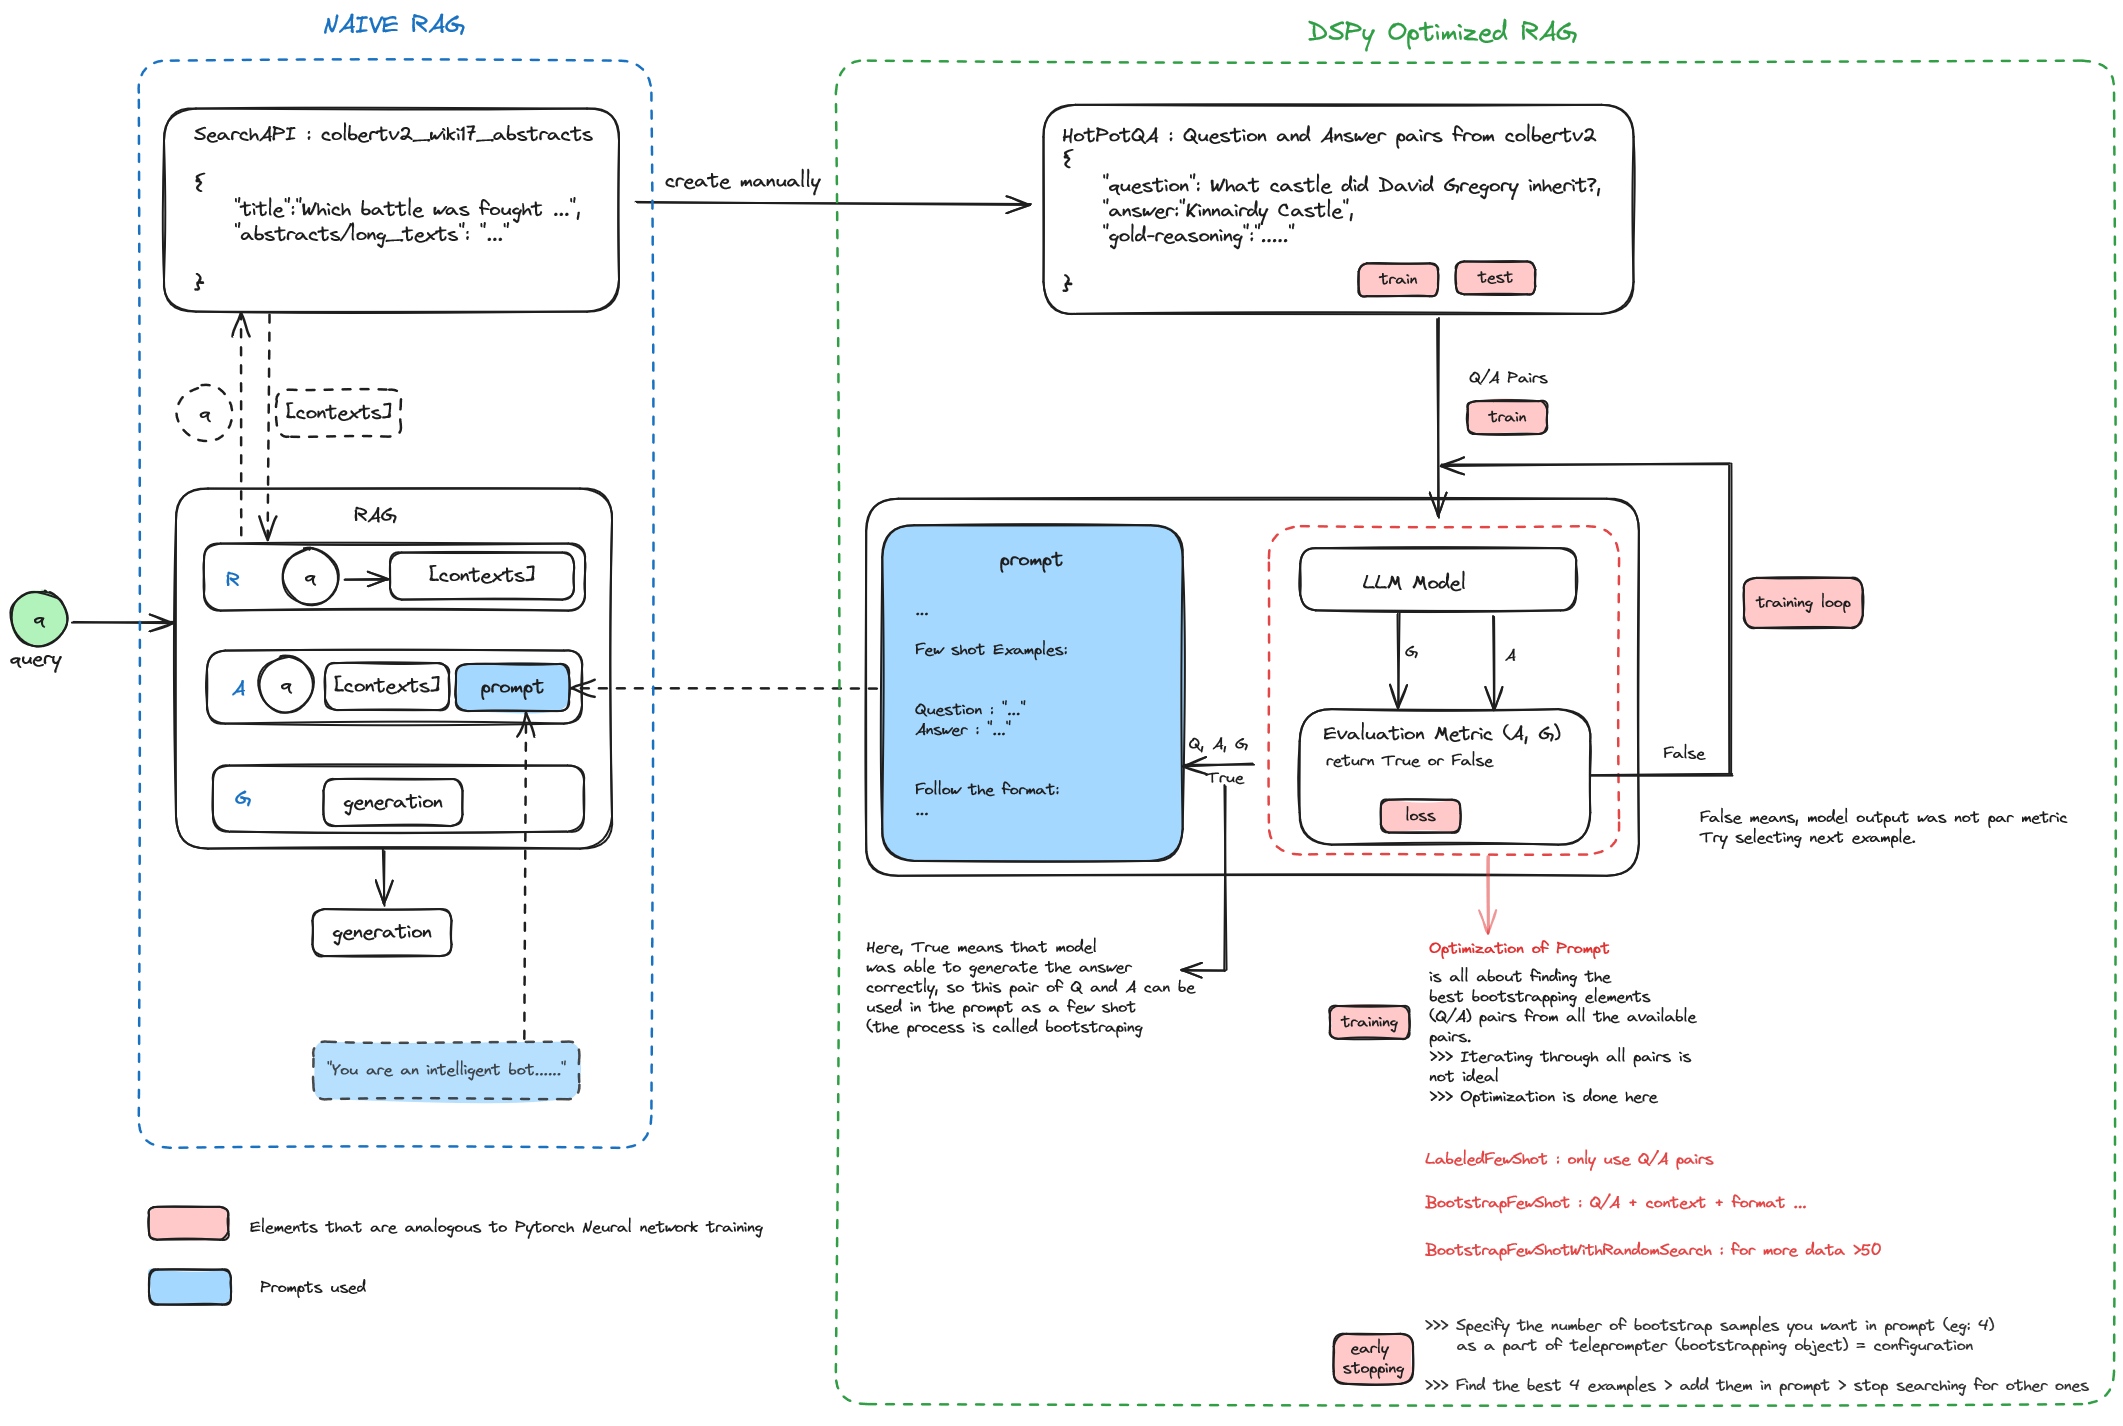 NAIVE RAG
SearchAPI : colbertv2_wiki17_abstracts
{
"title":"Which battle was fought ...",
"abstracts/long_texts": "..."
}
q
[contexts]
RAG
R
q
[contexts]
q
query
A
q
[contexts]
prompt
G
generation
generation
"You are an intelligent bot......"
Elements that are analogous to Pytorch Neural network training
Prompts used
create manually
DSPy Optimized RAG
HotPotQA : Question and Answer pairs from colbertv2
{
"question": What castle did David Gregory inherit?,
"answer:"Kinnairdy Castle",
"gold-reasoning":"....."
}
train
test
Q/A Pairs
train
prompt
...
Few shot Examples:
Question : "..."
Answer : "..."
Follow the format:
...
LLM Model
G
A
Evaluation Metric (A, G)
return True or False
loss
Q, A, G
True
training loop
False
False means, model output was not par metric
Try selecting next example.
Here, True means that model
was able to generate the answer
correctly, so this pair of Q and A can be
used in the prompt as a few shot
(the process is called bootstraping
Optimization of Prompt
is all about finding the
best bootstrapping elements
(Q/A) pairs from all the available
pairs.
>>> Iterating through all pairs is
not ideal
>>> Optimization is done here
training
LabeledFewShot : only use Q/A pairs
BootstrapFewShot : Q/A + context + format ...
BootstrapFewShotWithRandomSearch : for more data >50
early
stopping
>>> Specify the number of bootstrap samples you want in prompt (eg: 4)
as a part of teleprompter (bootstrapping object) = configuration
>>> Find the best 4 examples > add them in prompt > stop searching for other ones